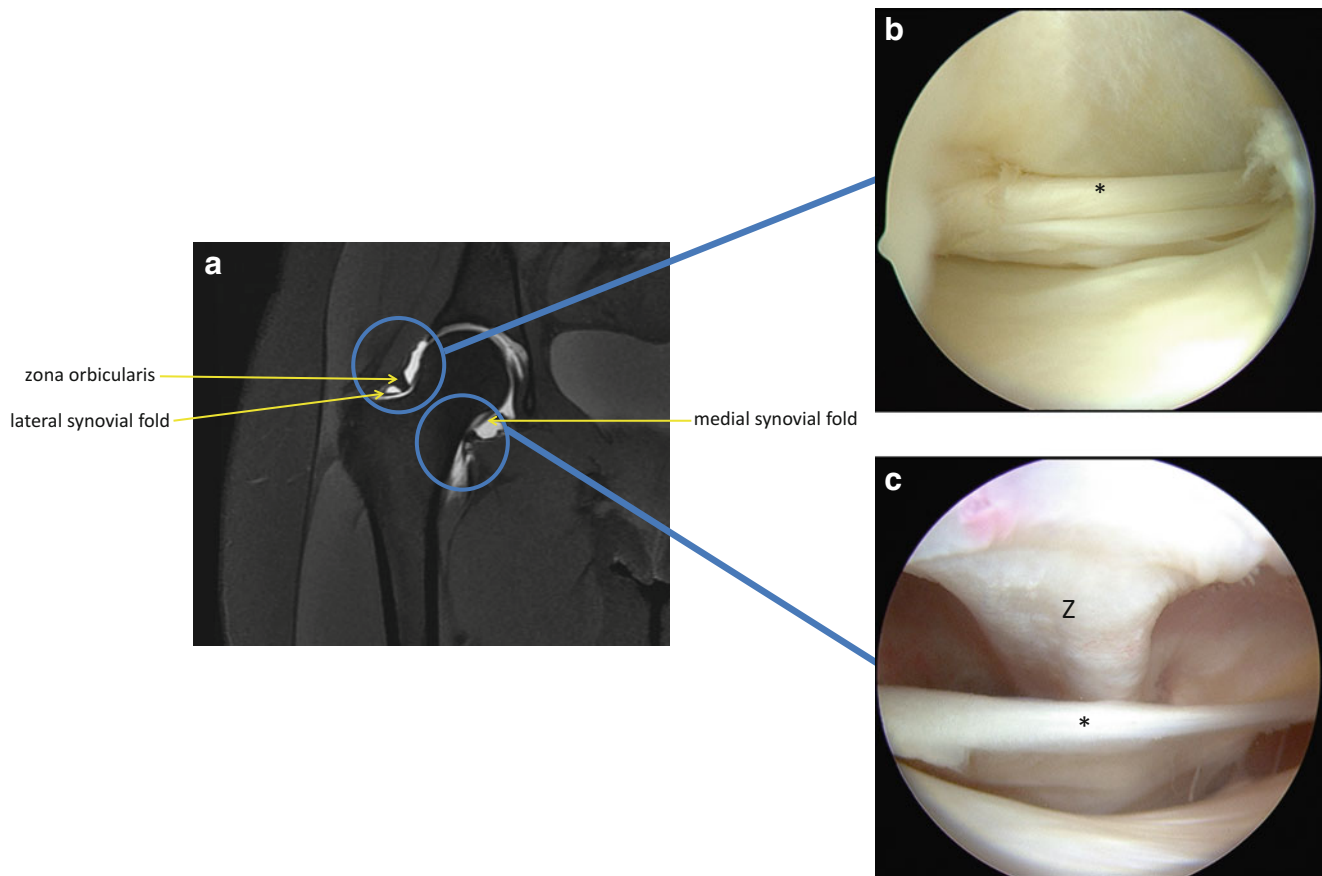 a
zona orbicularis
lateral synovial fold
medial synovial fold
b
*
c
Z
*